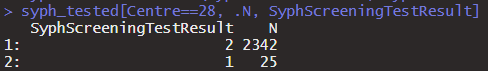 > syph_tested[Centre==28, .N, SyphScreeningTestResult]
SyphScreeningTestResult N
1: 2 2342
2: 1 25